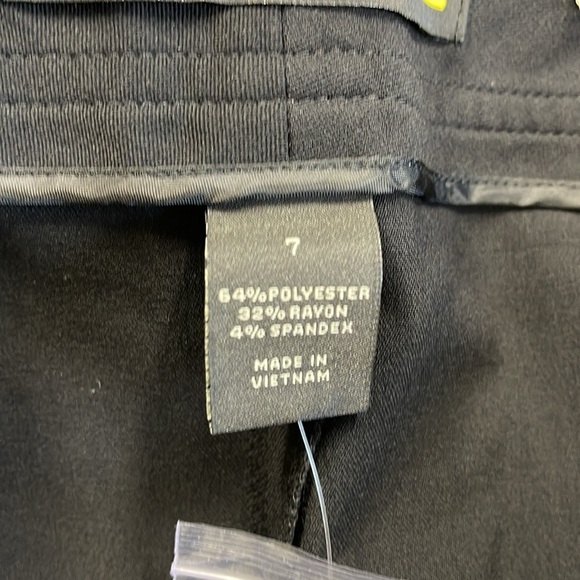 7
64%POLYESTER
32% RAYON
4% SPANDEX
MADE IN
VIETNAM